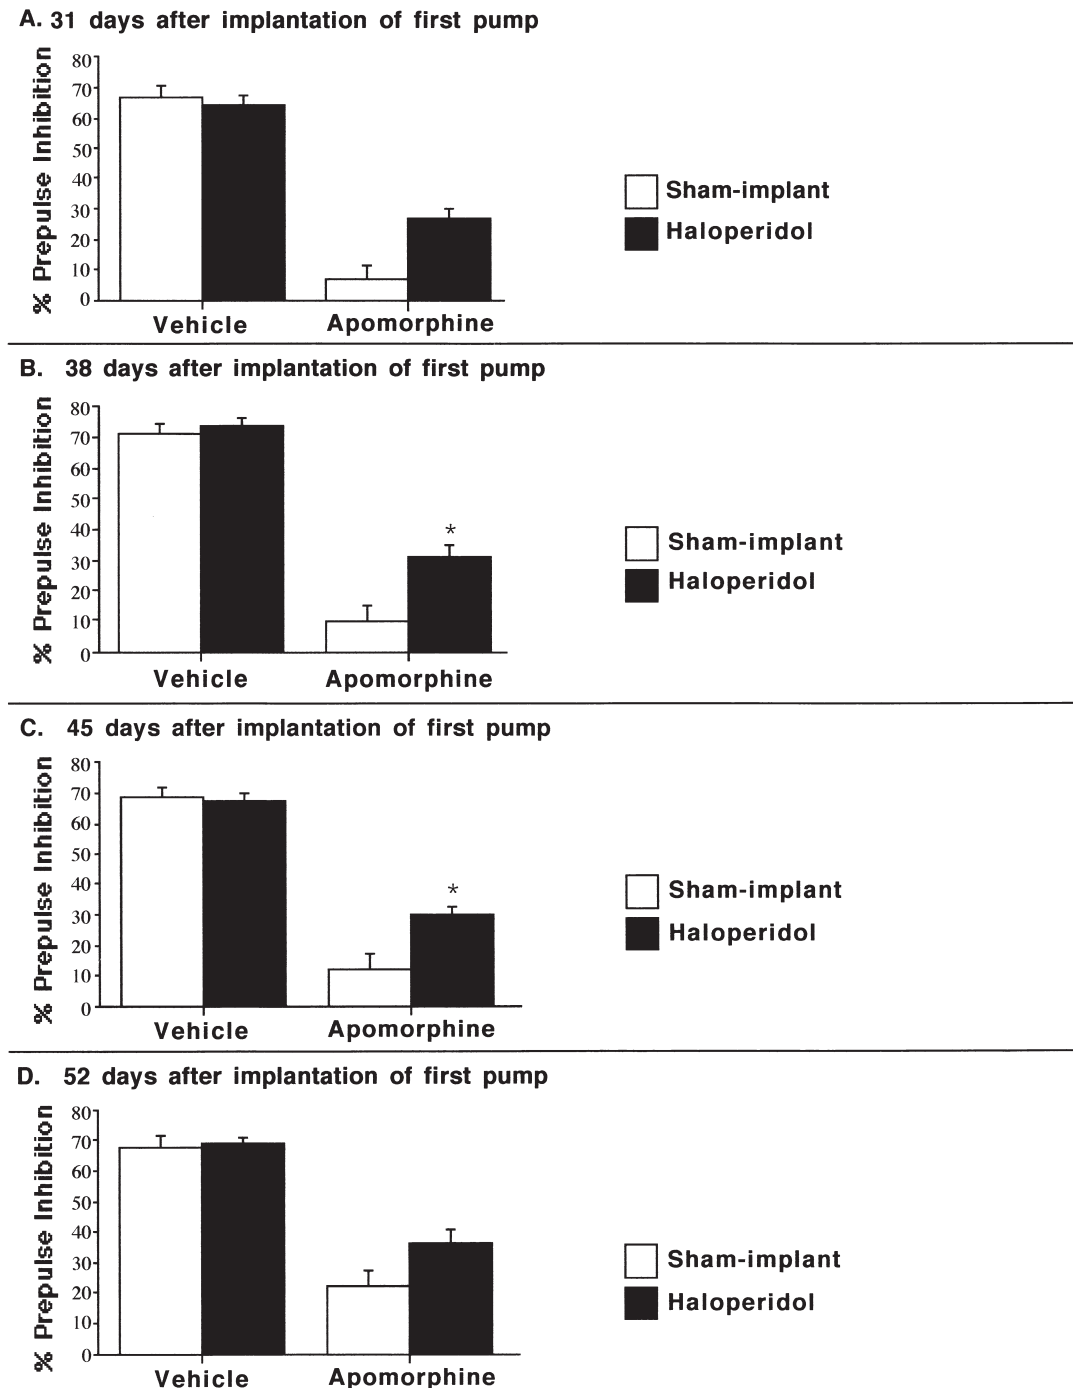 A. 31 days after implantation of first pump
% Prepulse Inhibition
80
70
60
50
40
30
20
10
0
Vehicle
Apomorphine
Sham-implant
Haloperidol
B. 38 days after implantation of first pump
% Prepulse Inhibition
80
70
60
50
40
30
20
10
0
*
Vehicle
Apomorphine
Sham-implant
Haloperidol
C. 45 days after implantation of first pump
% Prepulse Inhibition
80
70
60
50
40
30
20
10
0
*
Vehicle
Apomorphine
Sham-implant
Haloperidol
D. 52 days after implantation of first pump
% Prepulse Inhibition
80
70
60
50
40
30
20
10
0
Vehicle
Apomorphine
Sham-implant
Haloperidol